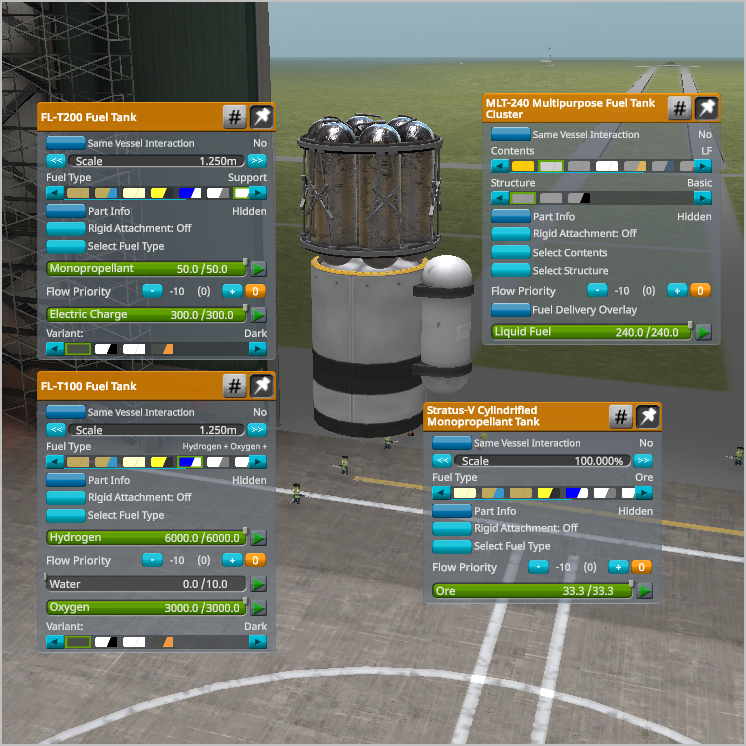 FL-T200 Fuel Tank #
Same Vessel Interaction No
<< Scale 1.250m >>
Fuel Type Support
Part Info Hidden
Rigid Attachment: Off
Select Fuel Type
Monopropellant 50.0 / 50.0
Flow Priority - -10 (0) + 0
Electric Charge 300.0 / 300.0
Variant: Dark
MLT-240 Multipurpose Fuel Tank
Cluster #
Same Vessel Interaction No
Contents LF
Structure Basic
Part Info Hidden
Rigid Attachment: Off
Select Contents
Select Structure
Flow Priority - -10 (0) + 0
Fuel Delivery Overlay
Liquid Fuel 240.0 / 240.0
FL-T100 Fuel Tank #
Same Vessel Interaction No
<< Scale 1.250m >>
Fuel Type Hydrogen + Oxygen +
Part Info Hidden
Rigid Attachment: Off
Select Fuel Type
Hydrogen 6000.0 / 6000.0
Flow Priority - -10 (0) + 0
Water 0.0 / 10.0
Oxygen 3000.0 / 3000.0
Variant: Dark
Stratus-V Cylindrified
Monopropellant Tank #
Same Vessel Interaction No
<< Scale 100.000% >>
Fuel Type Ore
Part Info Hidden
Rigid Attachment: Off
Select Fuel Type
Flow Priority - -10 (0) + 0
Ore 33.3 / 33.3